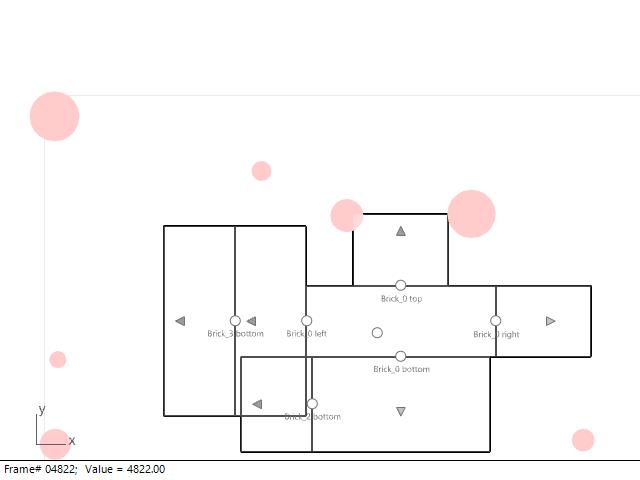 Brick_0 top
Brick_3 bottom
Brick_0 left
Brick_0 right
Brick_0 bottom
y
Brick_2 bottom
x
Frame# 04822; Value = 4822.00